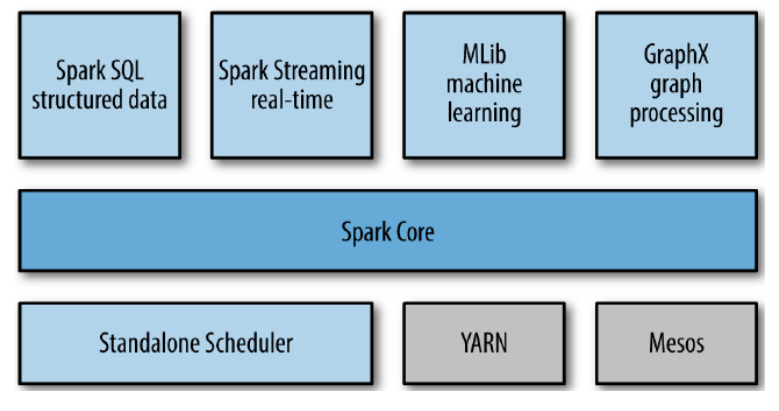 Spark SQL
structured data
Spark Streaming
real-time
MLib
machine
learning
GraphX
graph
processing
Spark Core
Standalone Scheduler
YARN
Mesos